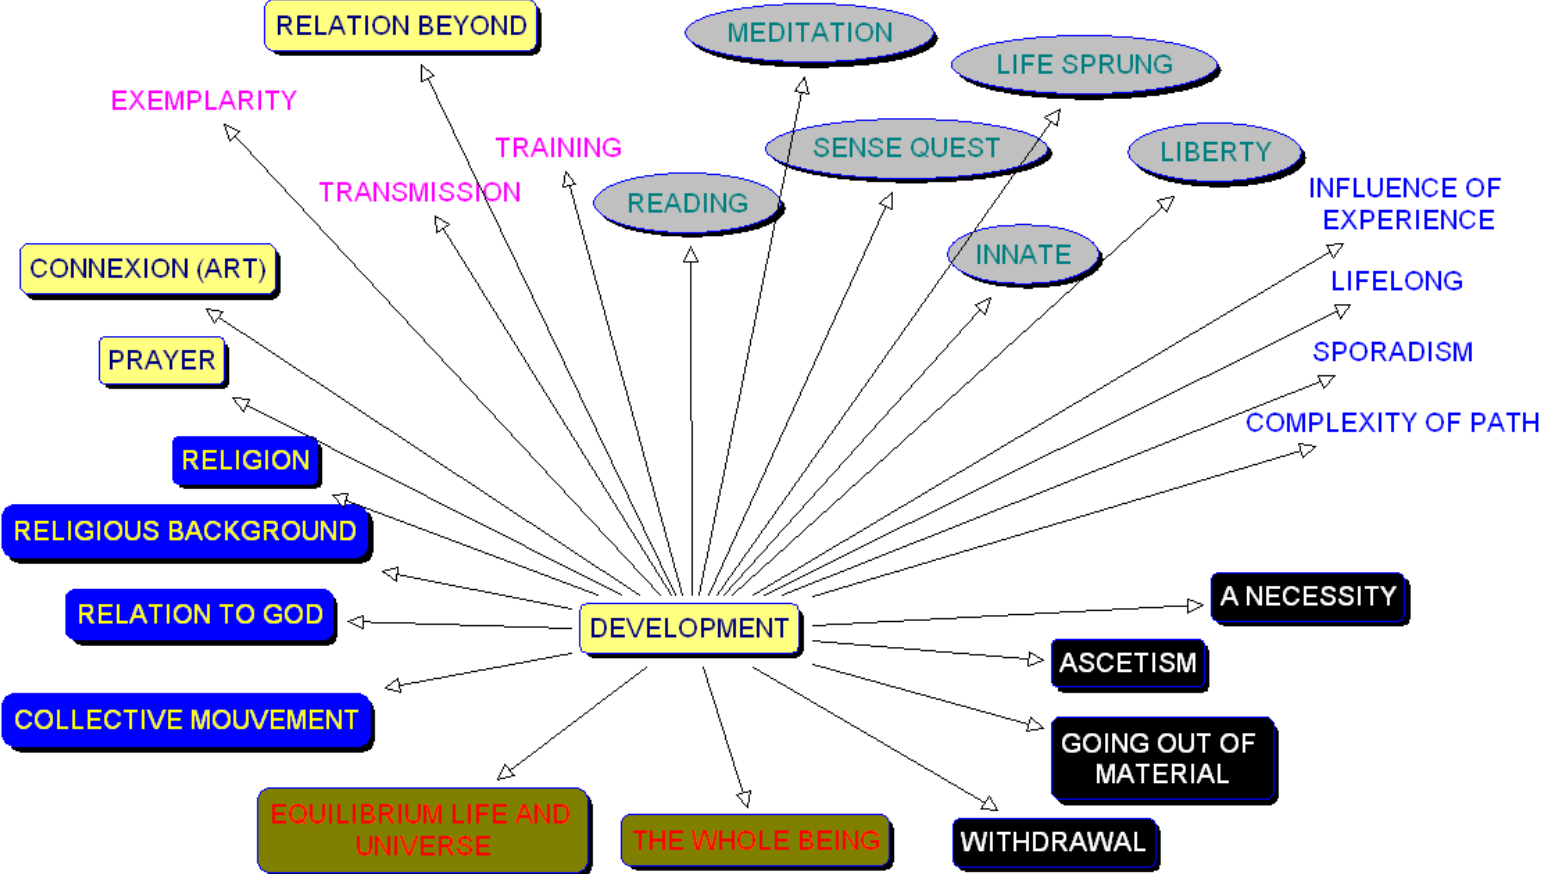 RELATION BEYOND
MEDITATION
LIFE SPRUNG
EXEMPLARITY
TRAINING
SENSE QUEST
LIBERTY
TRANSMISSION
READING
INFLUENCE OF
EXPERIENCE
CONNEXION (ART)
INNATE
LIFELONG
PRAYER
SPORADISM
COMPLEXITY OF PATH
RELIGION
RELIGIOUS BACKGROUND
RELATION TO GOD
DEVELOPMENT
A NECESSITY
ASCETISM
COLLECTIVE MOUVEMENT
GOING OUT OF
MATERIAL
EQUILIBRIUM LIFE AND
UNIVERSE
THE WHOLE BEING
WITHDRAWAL